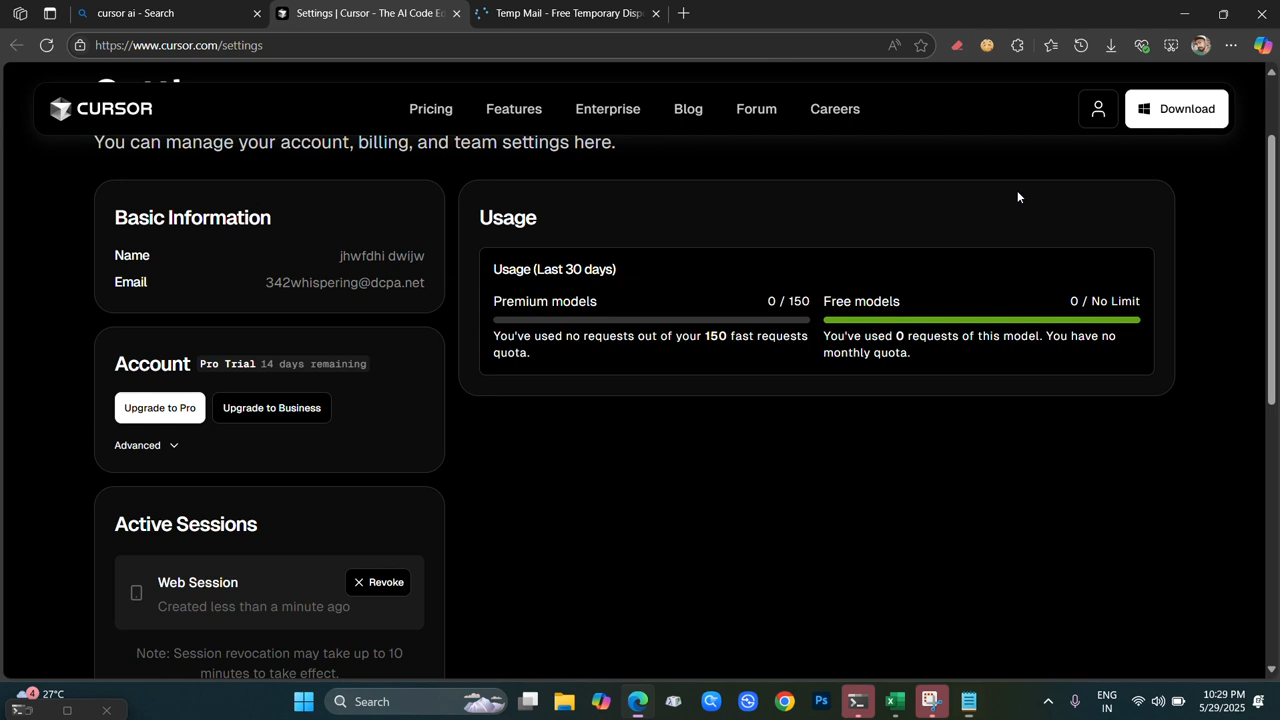 cursor ai - Search
Settings | Cursor - The AI Code Ed
Temp Mail - Free Temporary Disp
https://www.cursor.com/settings
CURSOR
Pricing
Features
Enterprise
Blog
Forum
Careers
Download
You can manage your account, billing, and team settings here.
Basic Information
Name
jhwfdhi dwijw
Email
342whispering@dcpa.net
Account
Pro Trial 14 days remaining
Upgrade to Pro
Upgrade to Business
Advanced
Active Sessions
Web Session
Revoke
Created less than a minute ago
Note: Session revocation may take up to 10
minutes to take effect.
Usage
Usage (Last 30 days)
Premium models
0 / 150
You've used no requests out of your 150 fast requests
quota.
Free models
0 / No Limit
You've used 0 requests of this model. You have no
monthly quota.
4
27°C
Search
Ps
ENG
IN
10:29 PM
5/29/2025